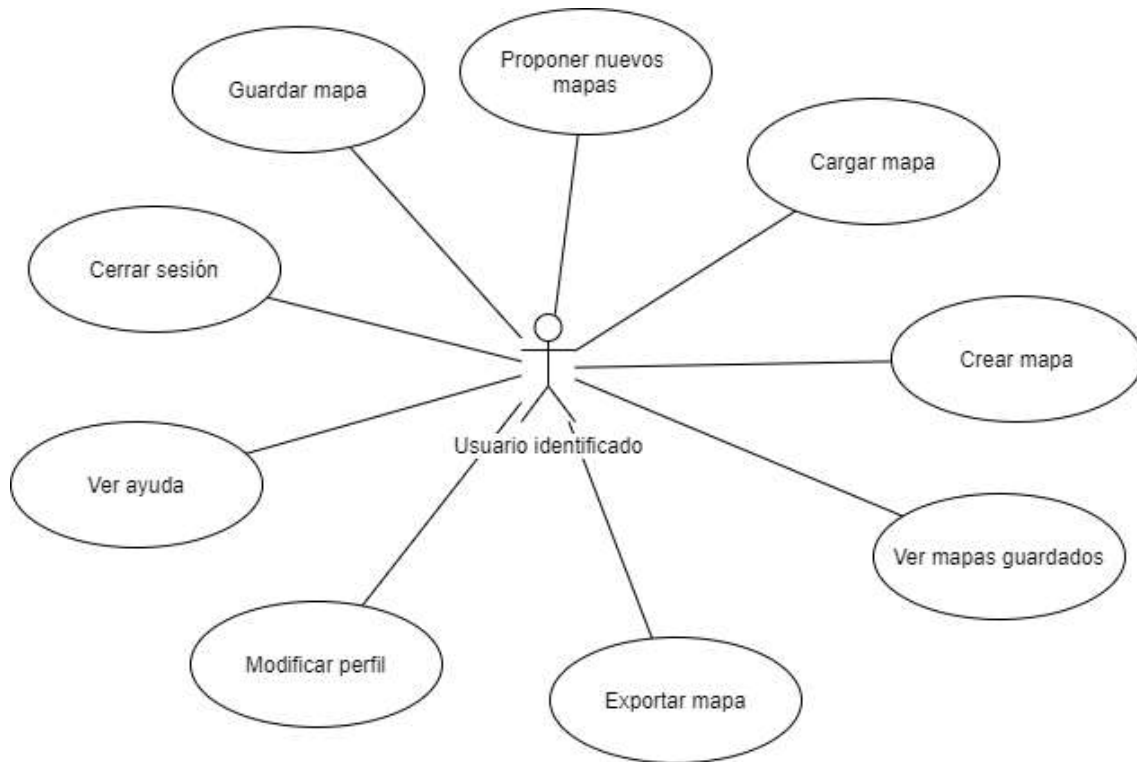 Proponer nuevos
mapas
Guardar mapa
Cargar mapa
Cerrar sesión
Crear mapa
Usuario identificado
Ver ayuda
Ver mapas guardados
Modificar perfil
Exportar mapa